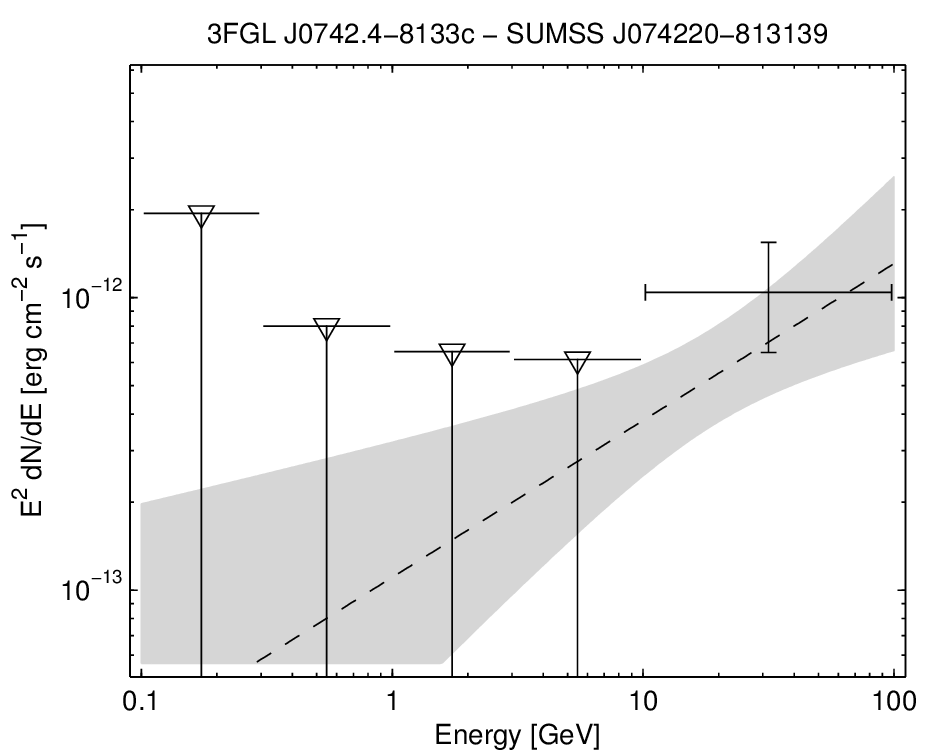 3FGL J0742.4−8133c − SUMSS J074220−813139
E² dN/dE [erg cm⁻² s⁻¹]
10⁻¹²
10⁻¹³
0.1 1 10 100
Energy [GeV]